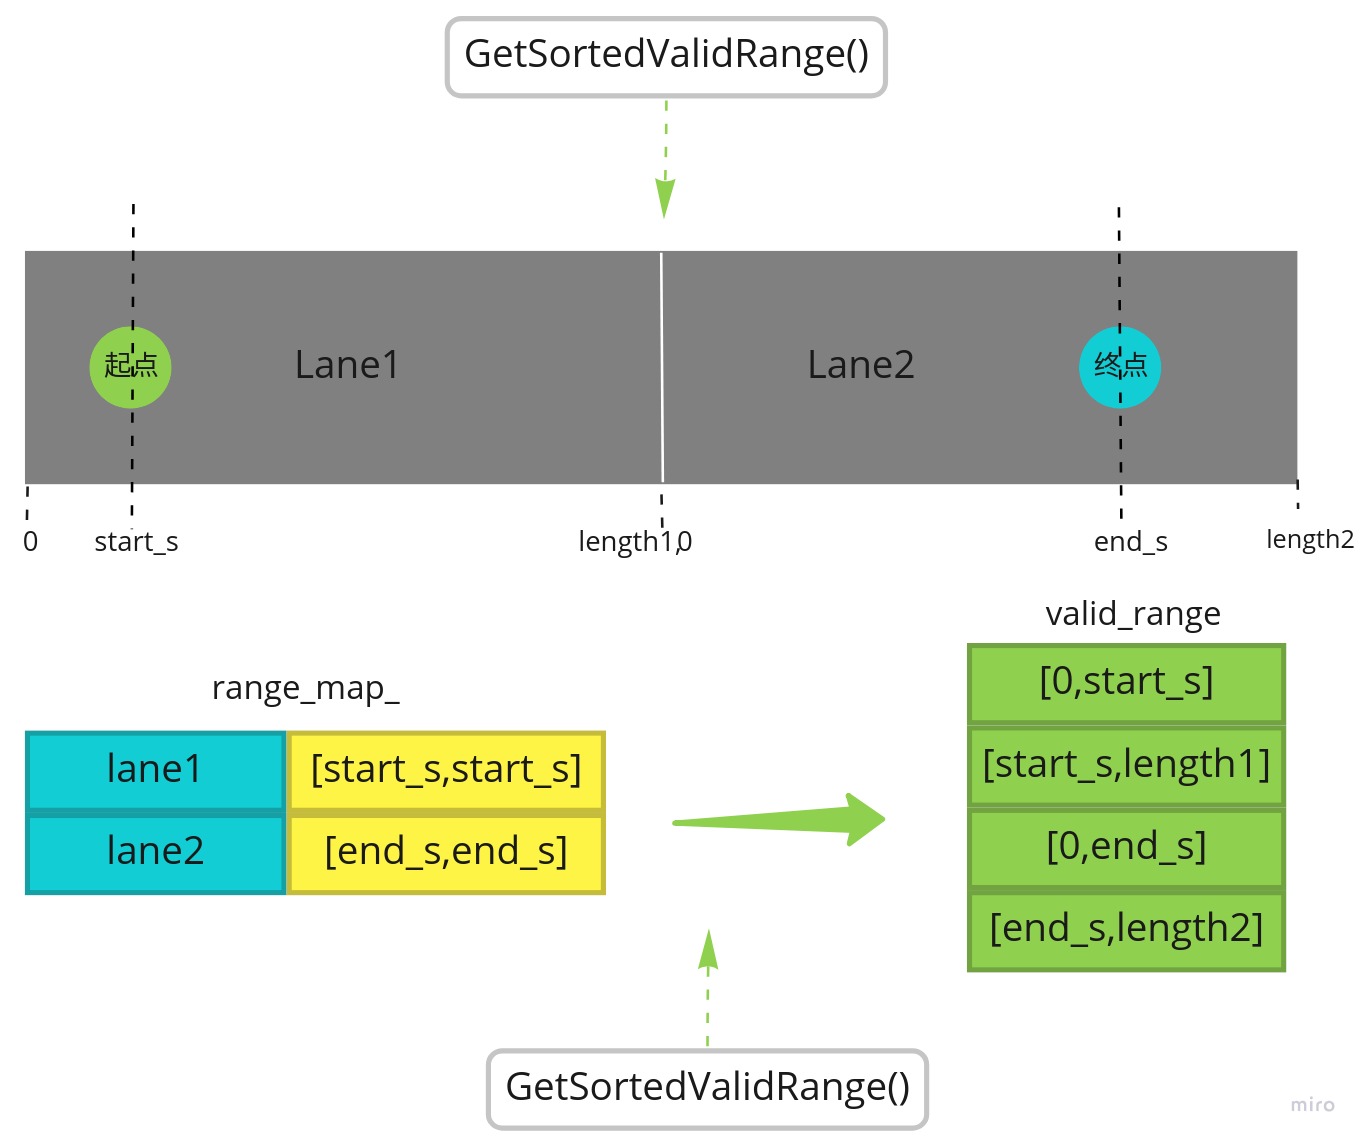 GetSortedValidRange()
起点
Lane1
Lane2
终点
0
start_s
length1,0
end_s
length2
valid_range
range_map_
[0,start_s]
lane1
[start_s,start_s]
[start_s,length1]
lane2
[end_s,end_s]
[0,end_s]
[end_s,length2]
GetSortedValidRange()
miro